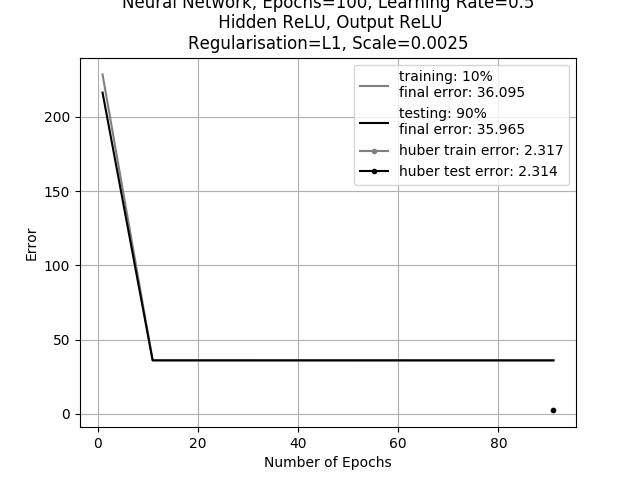 Neural Network, Epochs=100, Learning Rate=0.5
Hidden ReLU, Output ReLU
Regularisation=L1, Scale=0.0025
training: 10%
final error: 36.095
testing: 90%
final error: 35.965
huber train error: 2.317
huber test error: 2.314
Error
200
150
100
50
0
0 20 40 60 80
Number of Epochs